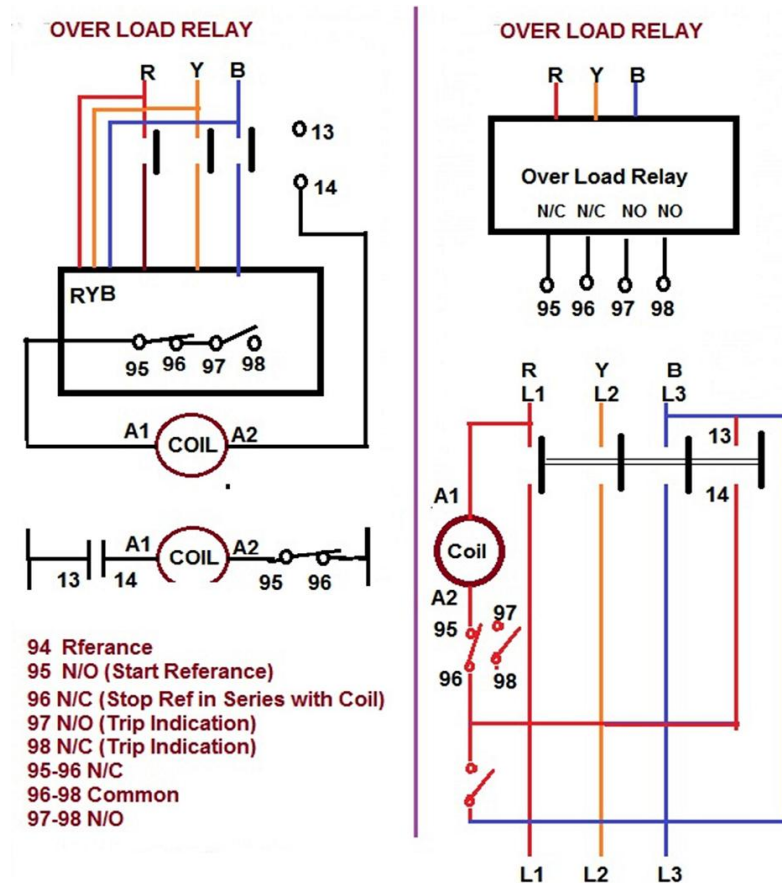 OVER LOAD RELAY
R Y B
13
14
RYB
95 96 97 98
A1 COIL A2
A1 COIL A2
13 14 95 96
94 Rferance
95 N/O (Start Referance)
96 N/C (Stop Ref in Series with Coil)
97 N/O (Trip Indication)
98 N/C (Trip Indication)
95-96 N/C
96-98 Common
97-98 N/O
OVER LOAD RELAY
R Y B
Over Load Relay
N/C N/C NO NO
95 96 97 98
R Y B
L1 L2 L3
13
14
A1
Coil
A2
95 97
96 98
L1 L2 L3